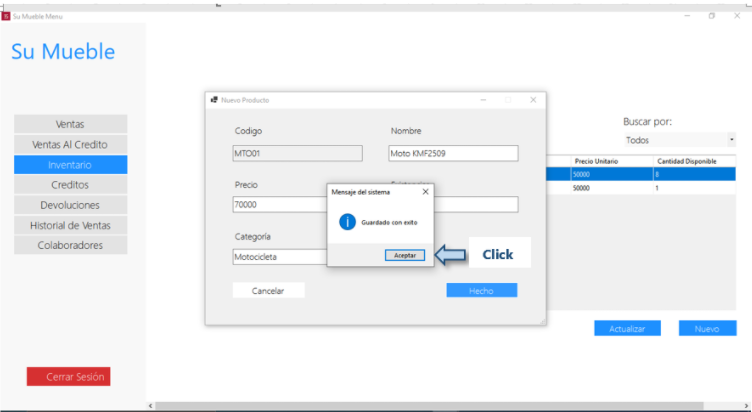 Su Mueble Menu
Su Mueble
Ventas
Ventas Al Credito
Inventario
Creditos
Devoluciones
Historial de Ventas
Colaboradores
Cerrar Sesión
Nuevo Producto
Codigo
Nombre
MTO01
Moto KMF2509
Precio
70000
Categoría
Motocicleta
Cancelar
Hecho
Mensaje del sistema
Guardado con exito
Aceptar
Click
Buscar por:
Todos
Precio Unitario Cantidad Disponible
50000 8
50000 1
Actualizar
Nuevo